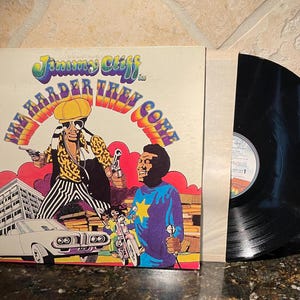 Jimmy Cliff in
THE HARDER THEY COME